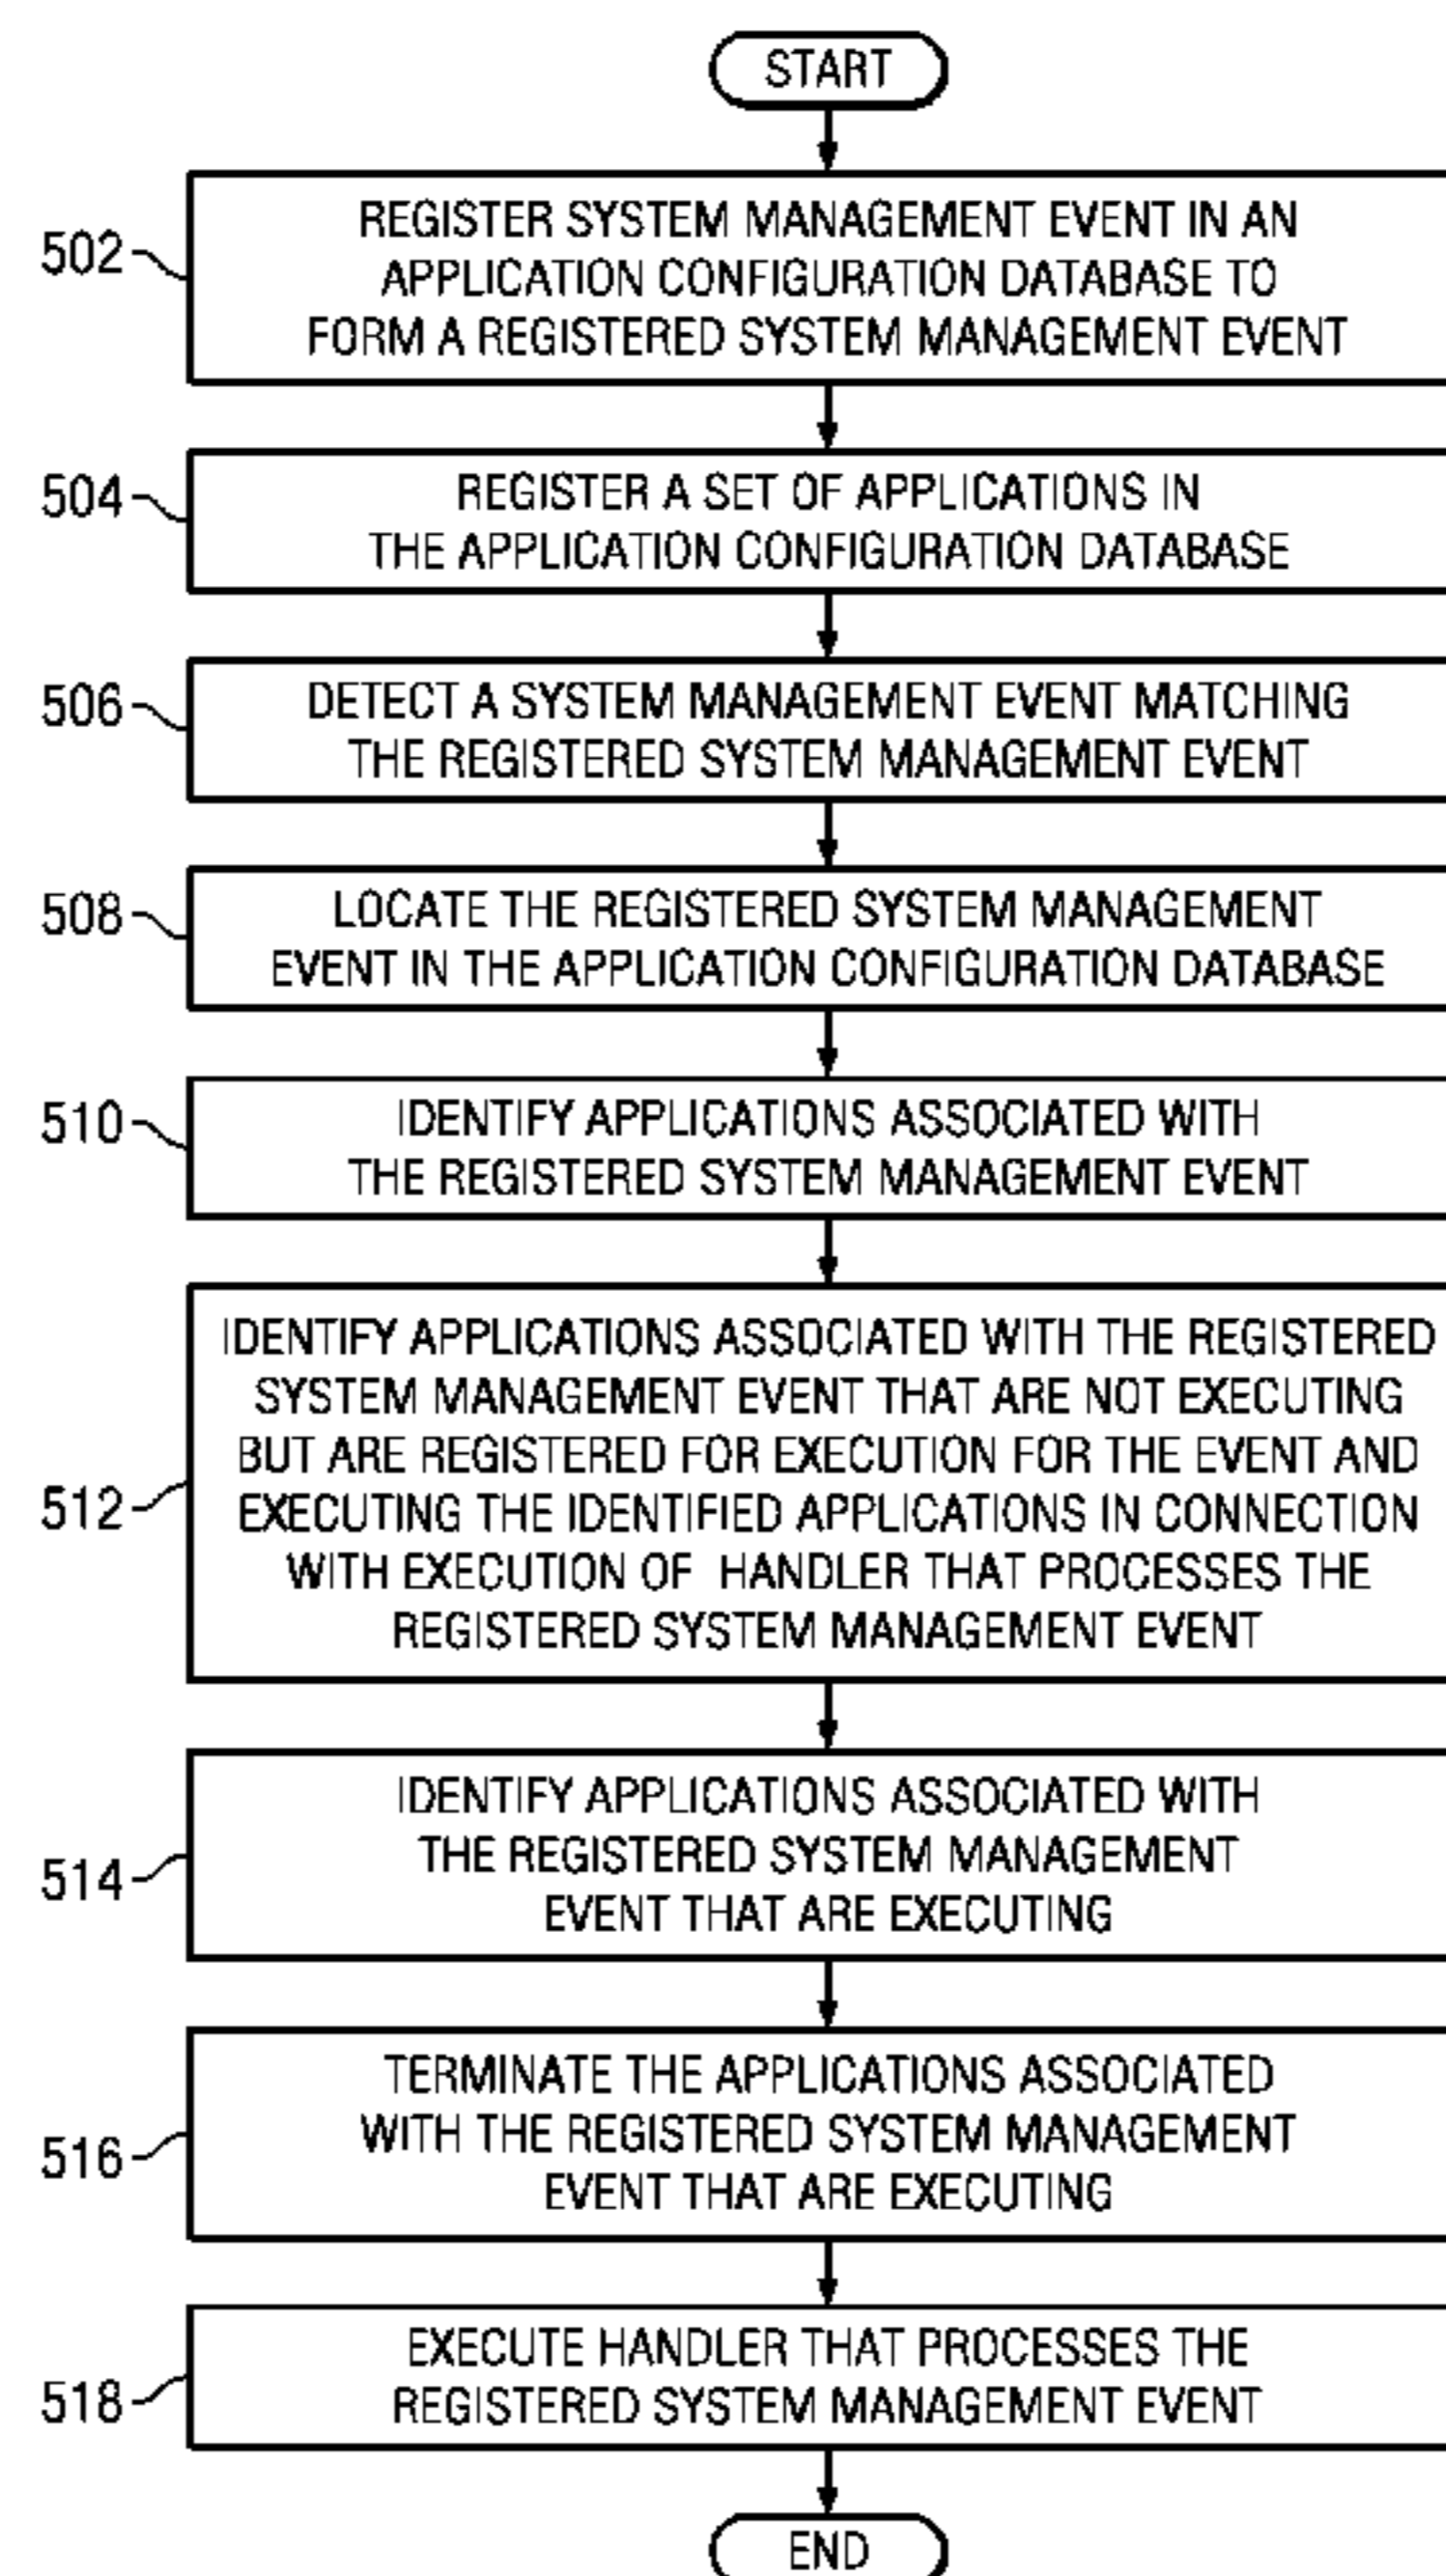 START
502
REGISTER SYSTEM MANAGEMENT EVENT IN AN
APPLICATION CONFIGURATION DATABASE TO
FORM A REGISTERED SYSTEM MANAGEMENT EVENT
504
REGISTER A SET OF APPLICATIONS IN
THE APPLICATION CONFIGURATION DATABASE
506
DETECT A SYSTEM MANAGEMENT EVENT MATCHING
THE REGISTERED SYSTEM MANAGEMENT EVENT
508
LOCATE THE REGISTERED SYSTEM MANAGEMENT
EVENT IN THE APPLICATION CONFIGURATION DATABASE
510
IDENTIFY APPLICATIONS ASSOCIATED WITH
THE REGISTERED SYSTEM MANAGEMENT EVENT
512
IDENTIFY APPLICATIONS ASSOCIATED WITH THE REGISTERED
SYSTEM MANAGEMENT EVENT THAT ARE NOT EXECUTING
BUT ARE REGISTERED FOR EXECUTION FOR THE EVENT AND
EXECUTING THE IDENTIFIED APPLICATIONS IN CONNECTION
WITH EXECUTION OF HANDLER THAT PROCESSES THE
REGISTERED SYSTEM MANAGEMENT EVENT
514
IDENTIFY APPLICATIONS ASSOCIATED WITH
THE REGISTERED SYSTEM MANAGEMENT
EVENT THAT ARE EXECUTING
516
TERMINATE THE APPLICATIONS ASSOCIATED
WITH THE REGISTERED SYSTEM MANAGEMENT
EVENT THAT ARE EXECUTING
518
EXECUTE HANDLER THAT PROCESSES THE
REGISTERED SYSTEM MANAGEMENT EVENT
END